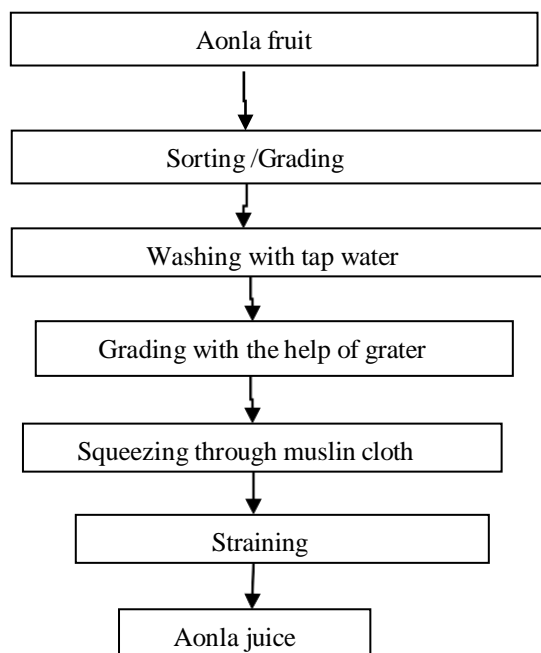 Aonla fruit
Sorting /Grading
Washing with tap water
Grading with the help of grater
Squeezing through muslin cloth
Straining
Aonla juice